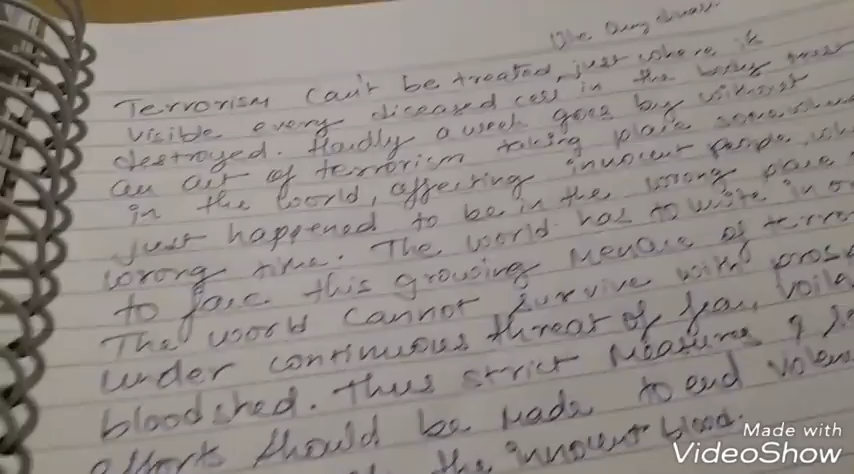 Terrorism can't be treated, just where it
visible every diseased cell in the body must
destroyed. Hardly a week goes by without
an act of terrorism taking place
in the world, affecting innocent people,
just happened to be in the wrong place
wrong time. The world has to unite in
to face this growing menace of
The world cannot survive with
under continuous threat of fear,
bloodshed. Thus strict measures &
efforts should be made to end
the innocent blood.
Made with
VideoShow